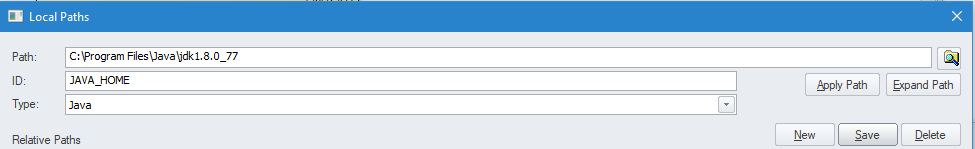 Local Paths
Path: C:\Program Files\Java\jdk1.8.0_77
ID: JAVA_HOME
Apply Path Expand Path
Type: Java
New Save Delete
Relative Paths